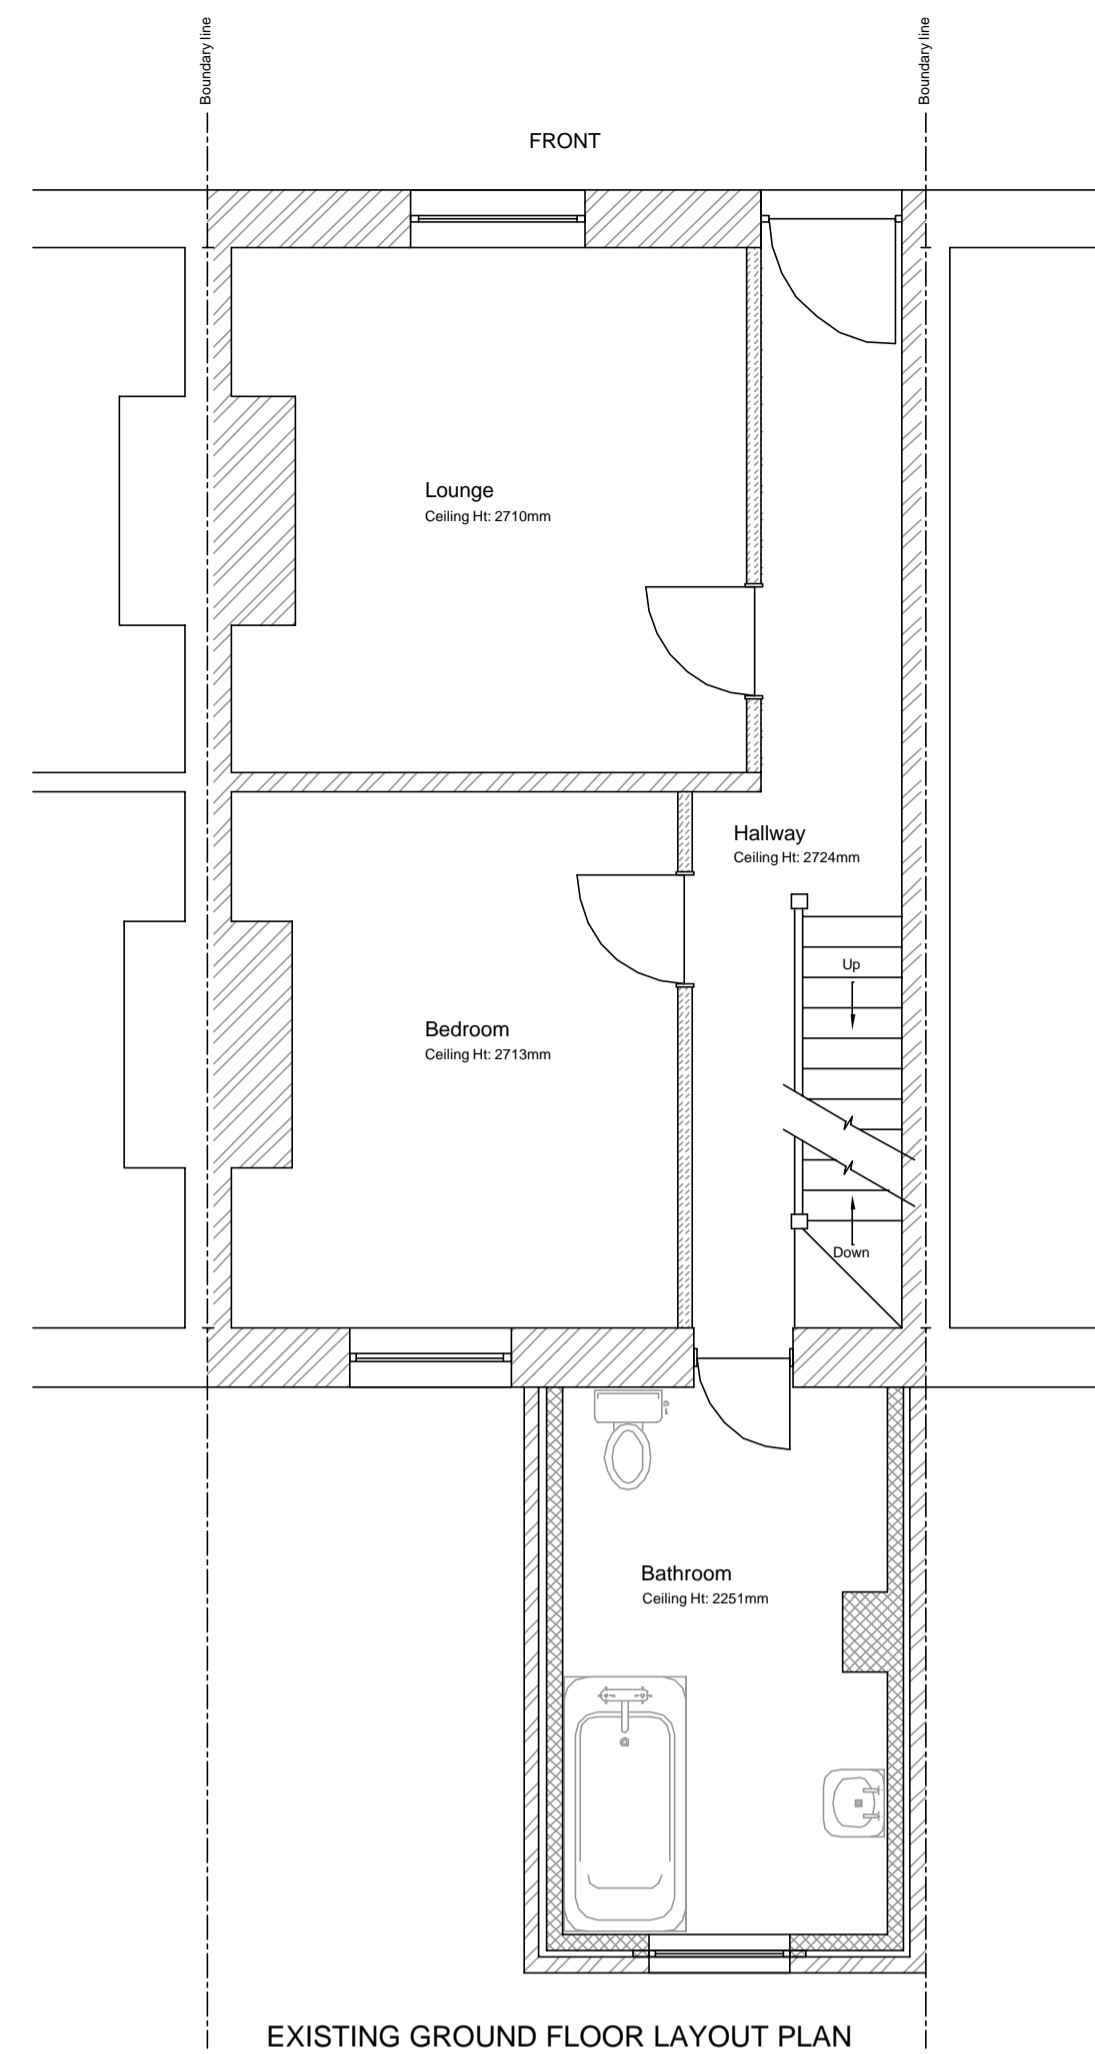 Boundary line
Boundary line
FRONT
Lounge
Ceiling Ht: 2710mm
Hallway
Ceiling Ht: 2724mm
Up
Bedroom
Ceiling Ht: 2713mm
Down
Bathroom
Ceiling Ht: 2251mm
EXISTING GROUND FLOOR LAYOUT PLAN